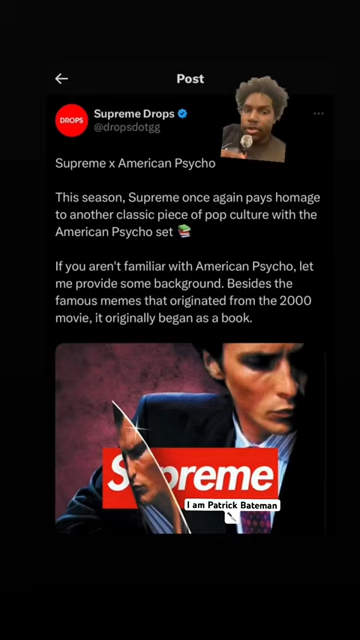 Post
DROPS
Supreme Drops
@dropsdotgg
Supreme x American Psycho
This season, Supreme once again pays homage
to another classic piece of pop culture with the
American Psycho set 📚
If you aren't familiar with American Psycho, let
me provide some background. Besides the
famous memes that originated from the 2000
movie, it originally began as a book.
Supreme
I am Patrick Bateman
🔪